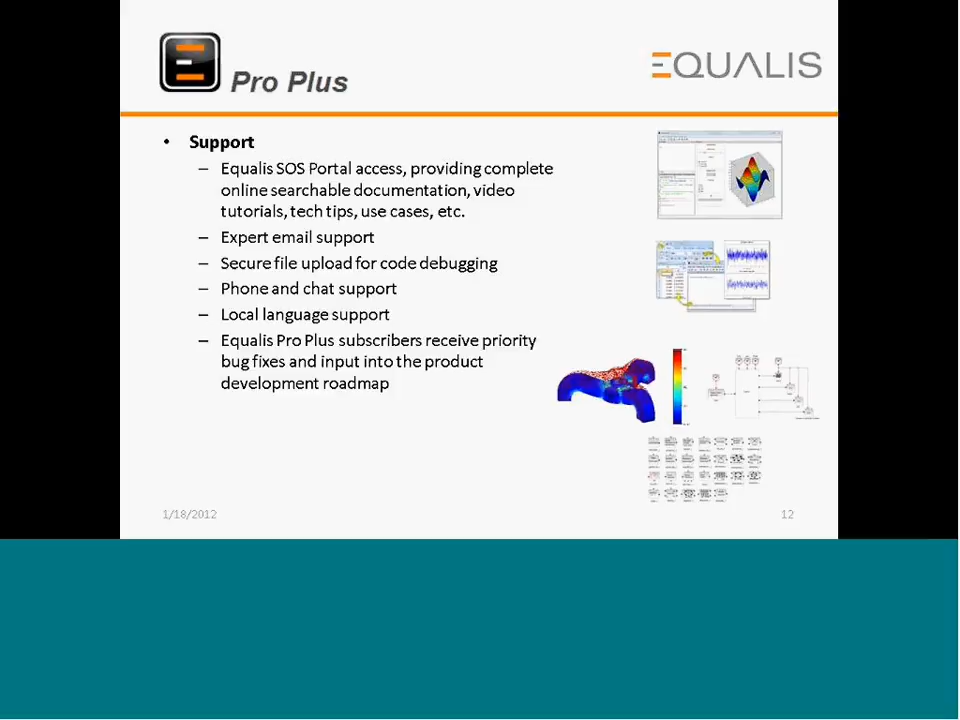 Pro Plus
EQUALIS
• Support
– Equalis SOS Portal access, providing complete
online searchable documentation, video
tutorials, tech tips, use cases, etc.
– Expert email support
– Secure file upload for code debugging
– Phone and chat support
– Local language support
– Equalis Pro Plus subscribers receive priority
bug fixes and input into the product
development roadmap
1/18/2012
12